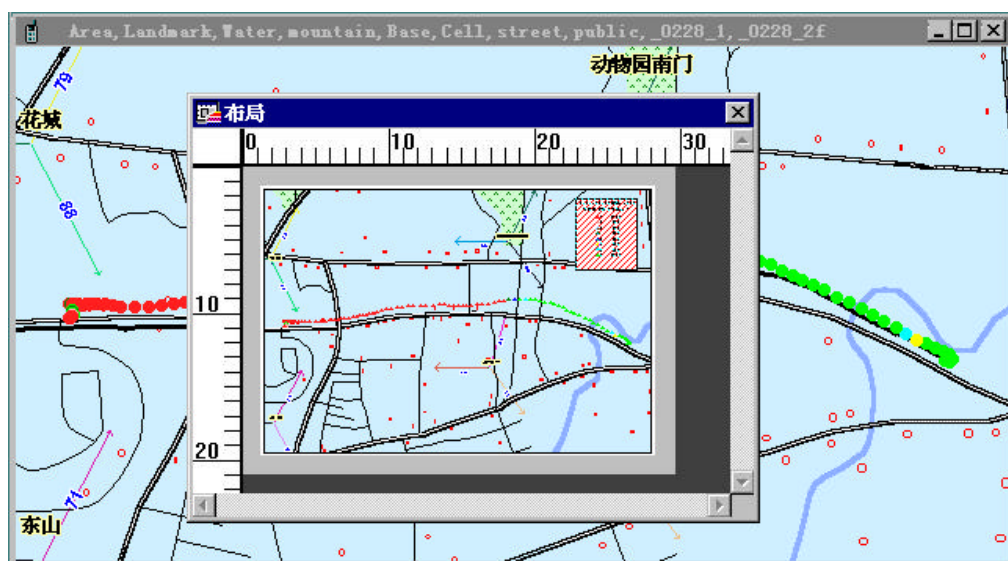 Area,Landmark,Water,mountain,Base,Cell,street,public,_0228_1,_0228_2f
动物园南门
79
花城
布局
0 10 20 30
88
10
20
71
东山